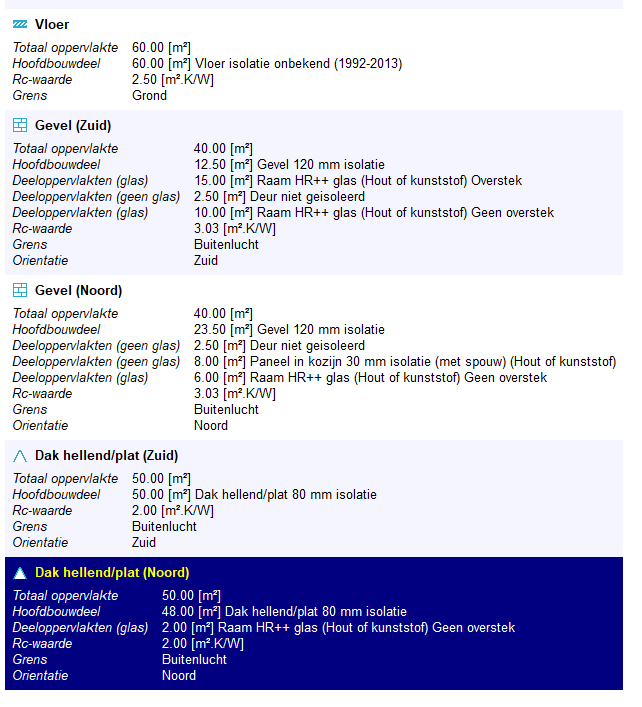 Vloer
Totaal oppervlakte 60.00 [m²]
Hoofdbouwdeel 60.00 [m²] Vloer isolatie onbekend (1992-2013)
Rc-waarde 2.50 [m².K/W]
Grens Grond
Gevel (Zuid)
Totaal oppervlakte 40.00 [m²]
Hoofdbouwdeel 12.50 [m²] Gevel 120 mm isolatie
Deeloppervlakten (glas) 15.00 [m²] Raam HR++ glas (Hout of kunststof) Overstek
Deeloppervlakten (geen glas) 2.50 [m²] Deur niet geisoleerd
Deeloppervlakten (glas) 10.00 [m²] Raam HR++ glas (Hout of kunststof) Geen overstek
Rc-waarde 3.03 [m².K/W]
Grens Buitenlucht
Orientatie Zuid
Gevel (Noord)
Totaal oppervlakte 40.00 [m²]
Hoofdbouwdeel 23.50 [m²] Gevel 120 mm isolatie
Deeloppervlakten (geen glas) 2.50 [m²] Deur niet geisoleerd
Deeloppervlakten (geen glas) 8.00 [m²] Paneel in kozijn 30 mm isolatie (met spouw) (Hout of kunststof)
Deeloppervlakten (glas) 6.00 [m²] Raam HR++ glas (Hout of kunststof) Geen overstek
Rc-waarde 3.03 [m².K/W]
Grens Buitenlucht
Orientatie Noord
Dak hellend/plat (Zuid)
Totaal oppervlakte 50.00 [m²]
Hoofdbouwdeel 50.00 [m²] Dak hellend/plat 80 mm isolatie
Rc-waarde 2.00 [m².K/W]
Grens Buitenlucht
Orientatie Zuid
Dak hellend/plat (Noord)
Totaal oppervlakte 50.00 [m²]
Hoofdbouwdeel 48.00 [m²] Dak hellend/plat 80 mm isolatie
Deeloppervlakten (glas) 2.00 [m²] Raam HR++ glas (Hout of kunststof) Geen overstek
Rc-waarde 2.00 [m².K/W]
Grens Buitenlucht
Orientatie Noord